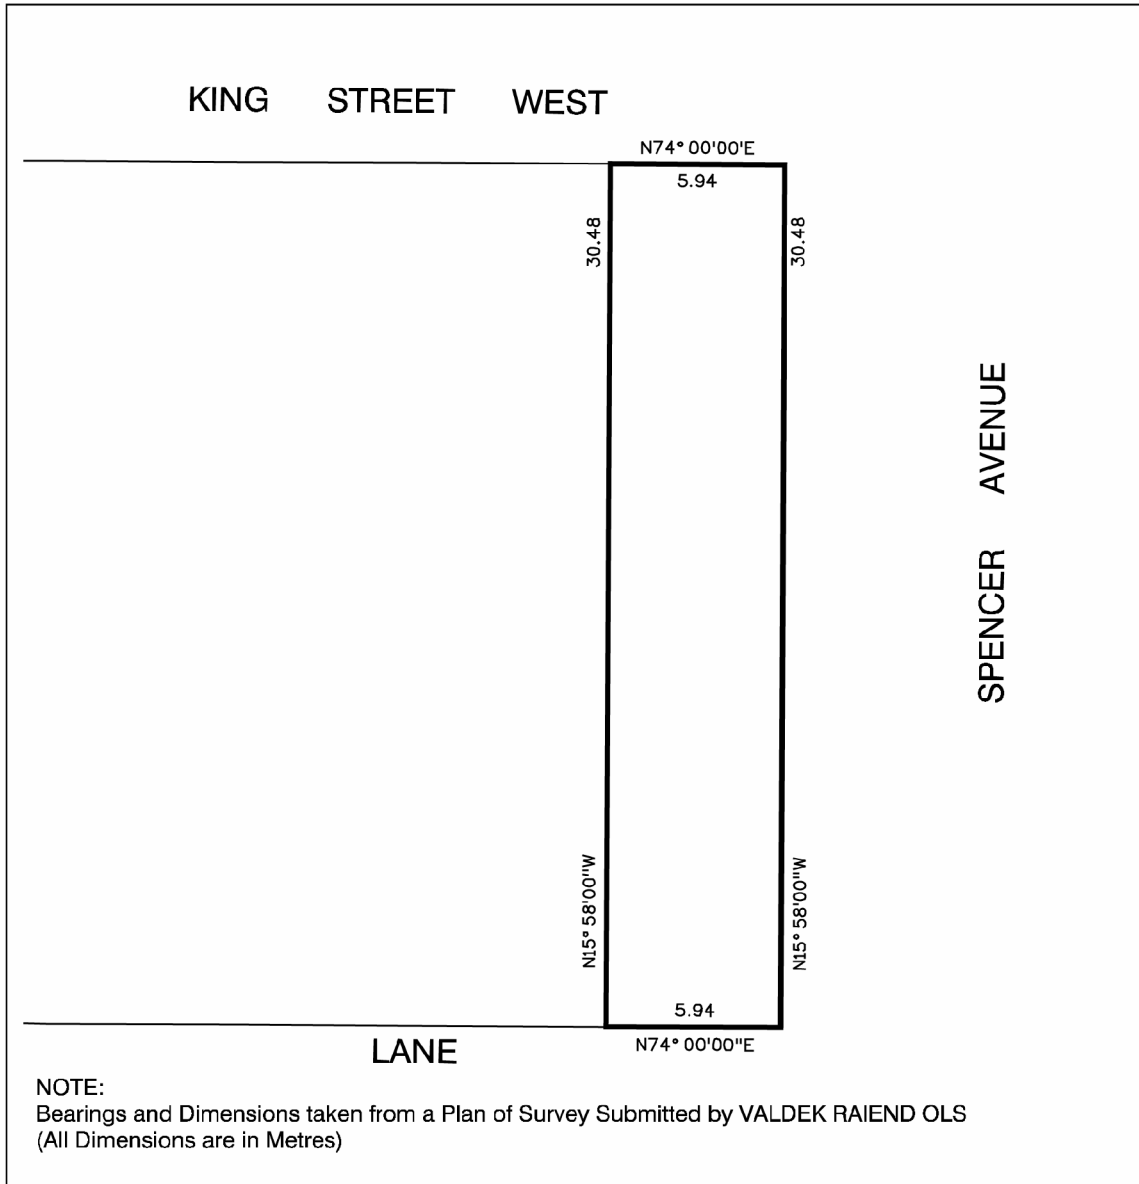 KING STREET WEST
N74° 00'00'E
5.94
30.48
30.48
SPENCER AVENUE
N15° 58'00"W
N15° 58'00"W
5.94
N74° 00'00"E
LANE
NOTE:
Bearings and Dimensions taken from a Plan of Survey Submitted by VALDEK RAIEND OLS
(All Dimensions are in Metres)